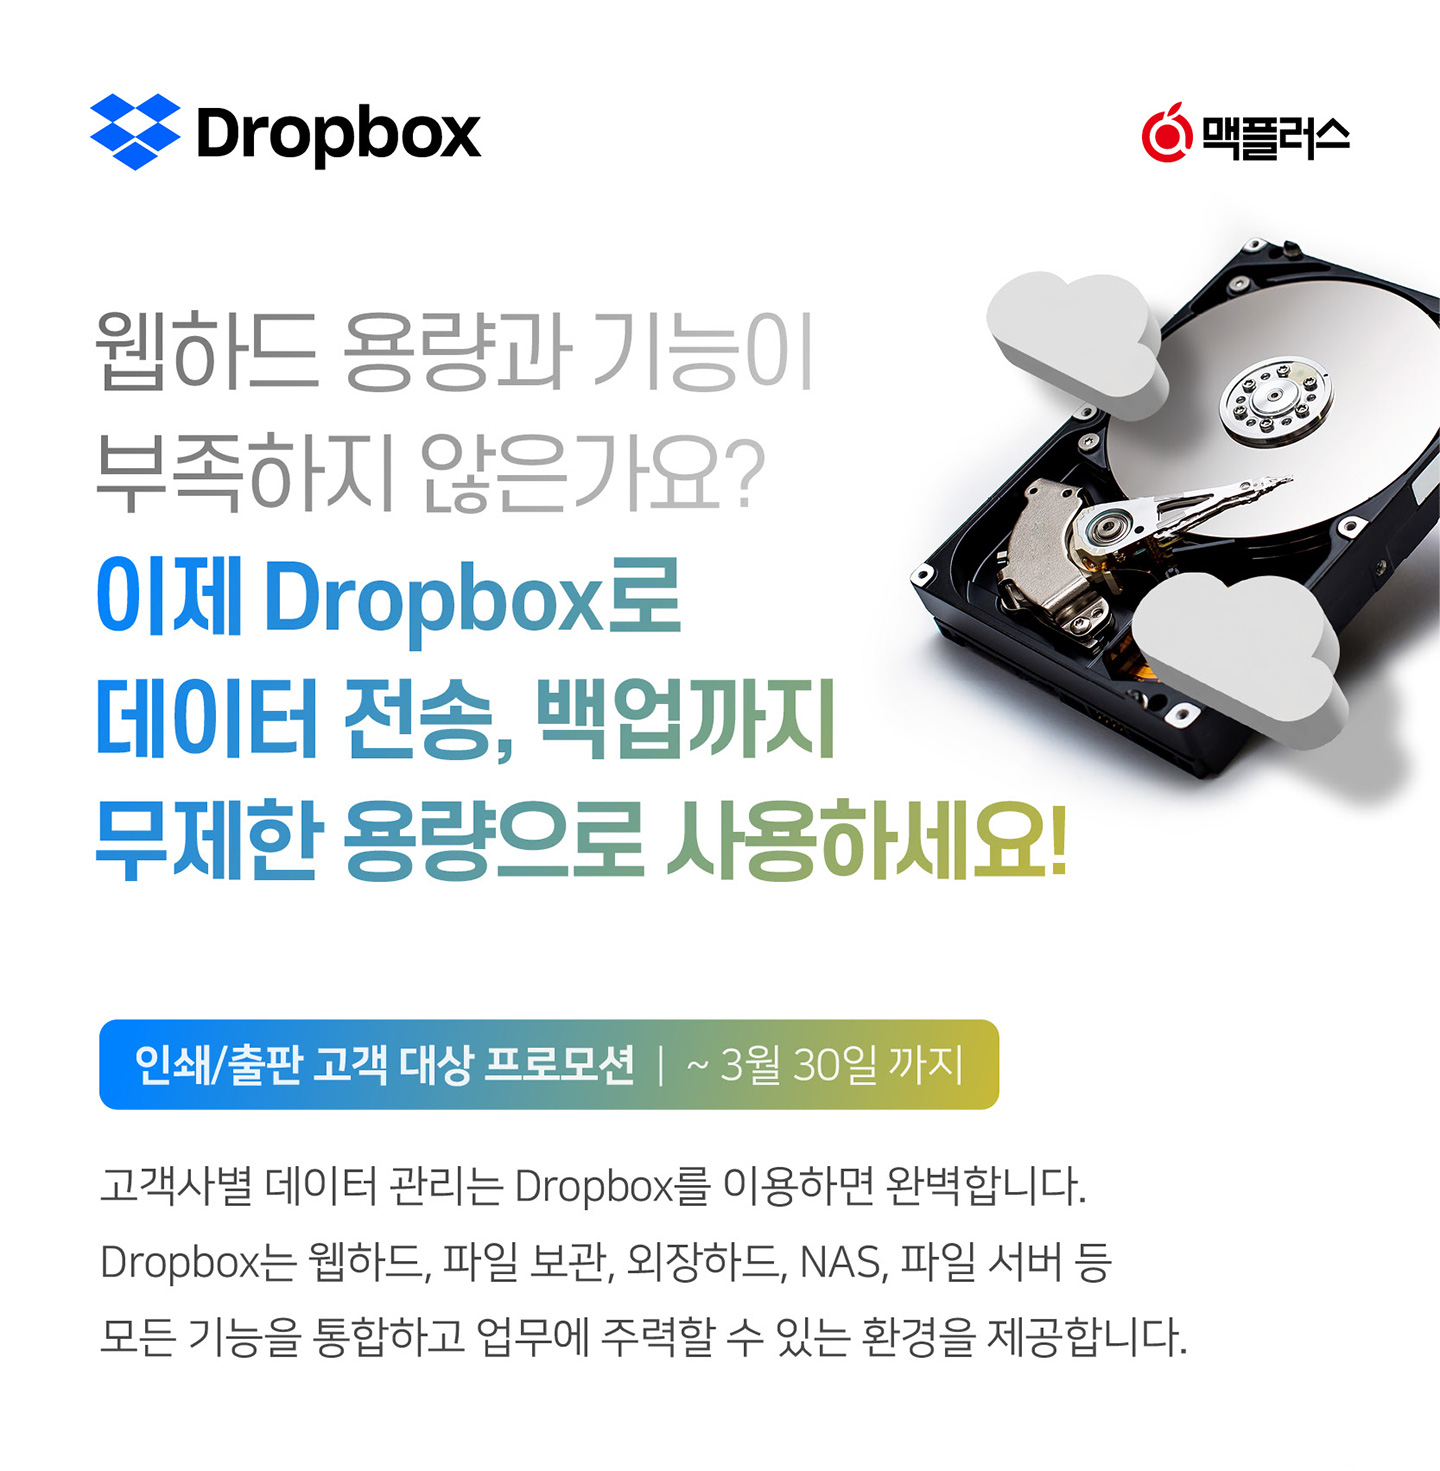 Dropbox
맥플러스
웹하드 용량과 기능이
부족하지 않은가요?
이제 Dropbox로
데이터 전송, 백업까지
무제한 용량으로 사용하세요!
인쇄/출판 고객 대상 프로모션 | ~ 3월 30일 까지
고객사별 데이터 관리는 Dropbox를 이용하면 완벽합니다.
Dropbox는 웹하드, 파일 보관, 외장하드, NAS, 파일 서버 등
모든 기능을 통합하고 업무에 주력할 수 있는 환경을 제공합니다.